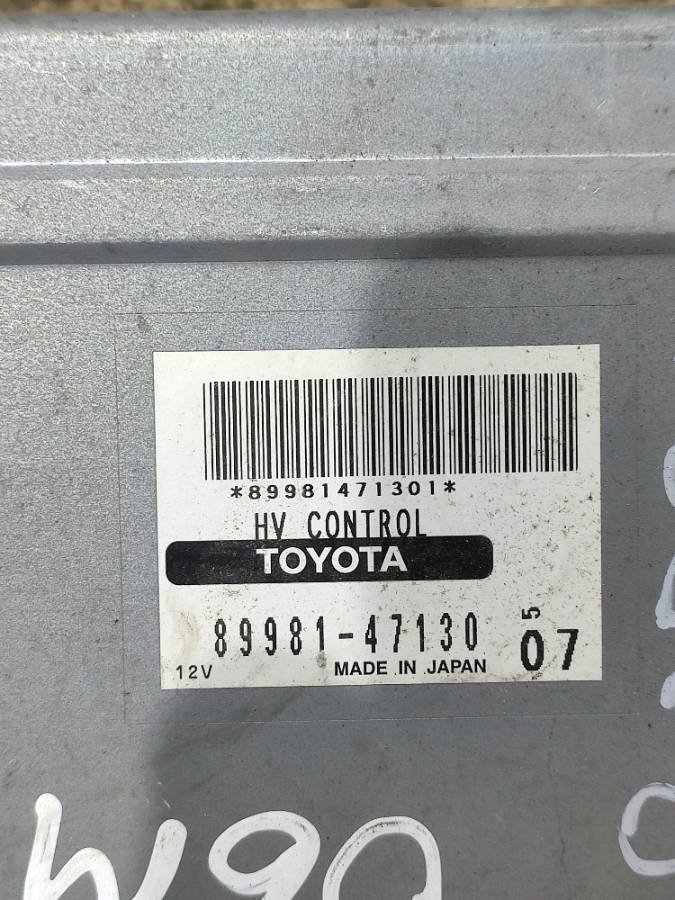 *89981471301*
HV CONTROL
TOYOTA
89981-47130
5
07
12V MADE IN JAPAN